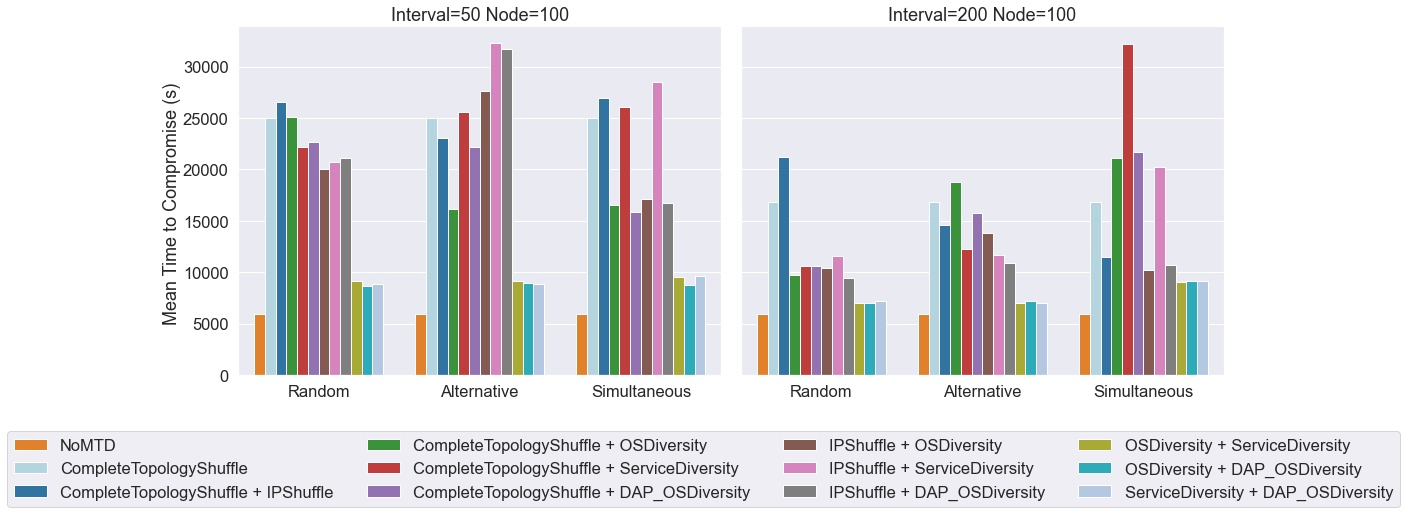 Interval=50 Node=100
Interval=200 Node=100
Mean Time to Compromise (s)
30000
25000
20000
15000
10000
5000
0
Random
Alternative
Simultaneous
Random
Alternative
Simultaneous
NoMTD
CompleteTopologyShuffle
CompleteTopologyShuffle + IPShuffle
CompleteTopologyShuffle + OSDiversity
CompleteTopologyShuffle + ServiceDiversity
CompleteTopologyShuffle + DAP_OSDiversity
IPShuffle + OSDiversity
IPShuffle + ServiceDiversity
IPShuffle + DAP_OSDiversity
OSDiversity + ServiceDiversity
OSDiversity + DAP_OSDiversity
ServiceDiversity + DAP_OSDiversity